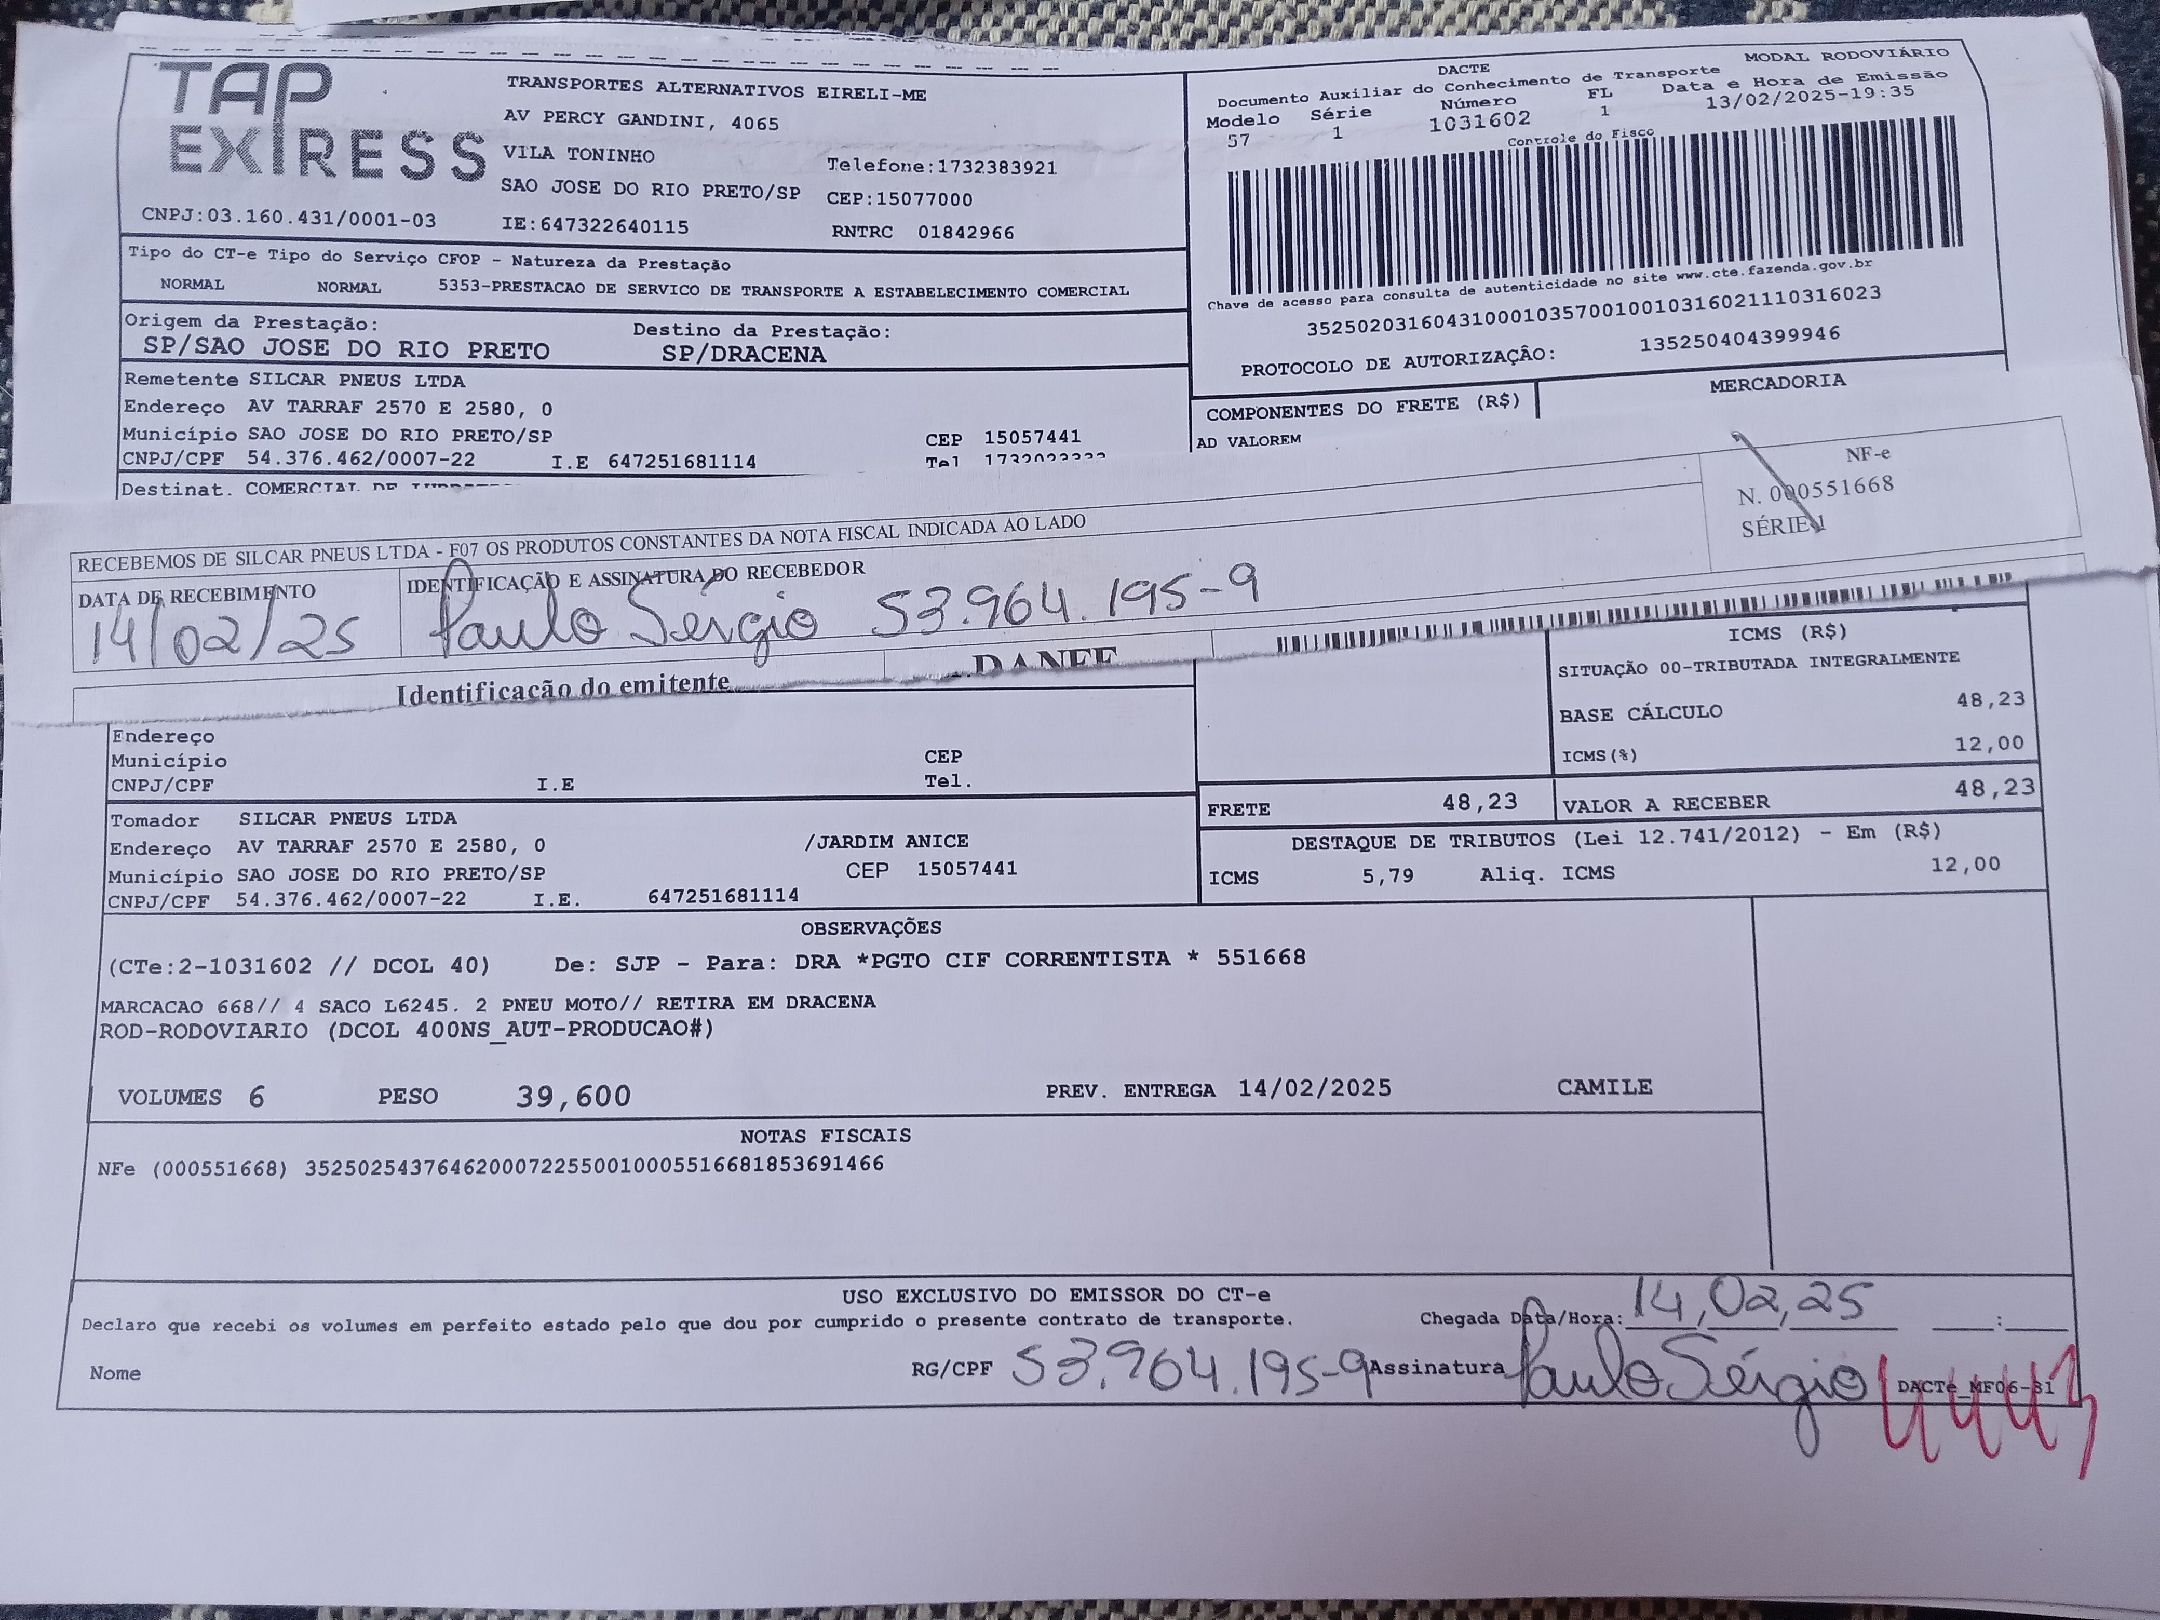 TAP EXPRESS
TRANSPORTES ALTERNATIVOS EIRELI-ME
AV PERCY GANDINI, 4065
VILA TONINHO Telefone:1732383921
SAO JOSE DO RIO PRETO/SP CEP:15077000
CNPJ:03.160.431/0001-03 IE:647322640115 RNTRC 01842966
MODAL RODOVIÁRIO
DACTE
Documento Auxiliar do Conhecimento de Transporte
Modelo Série Número FL Data e Hora de Emissão
57 1 1031602 1 13/02/2025-19:35
Controle do Fisco
Chave de acesso para consulta de autenticidade no site www.cte.fazenda.gov.br
35250203160431000103570010010316021110316023
PROTOCOLO DE AUTORIZAÇÃO: 135250404399946
Tipo do CT-e Tipo do Serviço CFOP - Natureza da Prestação
NORMAL NORMAL 5353-PRESTACAO DE SERVICO DE TRANSPORTE A ESTABELECIMENTO COMERCIAL
Origem da Prestação: Destino da Prestação:
SP/SAO JOSE DO RIO PRETO SP/DRACENA
Remetente SILCAR PNEUS LTDA
Endereço AV TARRAF 2570 E 2580, 0
Município SAO JOSE DO RIO PRETO/SP CEP 15057441
CNPJ/CPF 54.376.462/0007-22 I.E 647251681114 Tel
Destinat. COMERCIAL DE
COMPONENTES DO FRETE (R$) MERCADORIA
AD VALOREM
RECEBEMOS DE SILCAR PNEUS LTDA - F07 OS PRODUTOS CONSTANTES DA NOTA FISCAL INDICADA AO LADO
NF-e
N. 000551668
SÉRIE 1
DATA DE RECEBIMENTO IDENTIFICAÇÃO E ASSINATURA DO RECEBEDOR
14/02/25 Paulo Sérgio 53.964.195-9
Identificação do emitente DANFE
Endereço
Município CEP
CNPJ/CPF I.E Tel.
ICMS (R$)
SITUAÇÃO 00-TRIBUTADA INTEGRALMENTE
BASE CÁLCULO 48,23
ICMS(%) 12,00
FRETE 48,23 VALOR A RECEBER 48,23
DESTAQUE DE TRIBUTOS (Lei 12.741/2012) - Em (R$)
ICMS 5,79 Aliq. ICMS 12,00
Tomador SILCAR PNEUS LTDA
Endereço AV TARRAF 2570 E 2580, 0 /JARDIM ANICE
Município SAO JOSE DO RIO PRETO/SP CEP 15057441
CNPJ/CPF 54.376.462/0007-22 I.E. 647251681114
OBSERVAÇÕES
(CTe:2-1031602 // DCOL 40) De: SJP - Para: DRA *PGTO CIF CORRENTISTA * 551668
MARCACAO 668// 4 SACO L6245. 2 PNEU MOTO// RETIRA EM DRACENA
ROD-RODOVIARIO (DCOL 400NS_AUT-PRODUCAO#)
VOLUMES 6 PESO 39,600 PREV. ENTREGA 14/02/2025 CAMILE
NOTAS FISCAIS
NFe (000551668) 35250254376462000722550010005516681853691466
USO EXCLUSIVO DO EMISSOR DO CT-e
Declaro que recebi os volumes em perfeito estado pelo que dou por cumprido o presente contrato de transporte. Chegada Data/Hora: 14,02,25 :
Nome RG/CPF 53.964.195-9 Assinatura Paulo Sérgio DACTe_MF06-81
4443